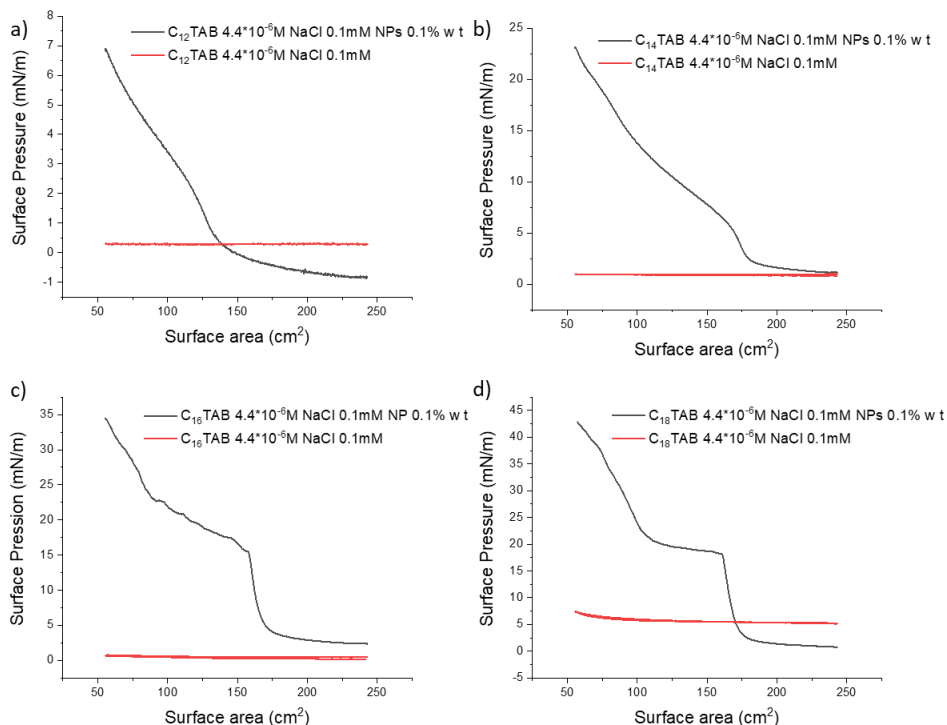 a)
C₁₂TAB 4.4*10⁻⁶M NaCl 0.1mM NPs 0.1% w t
C₁₂TAB 4.4*10⁻⁶M NaCl 0.1mM
Surface Pressure (mN/m)
7
6
5
4
3
2
1
0
-1
50 100 150 200 250
Surface area (cm²)
b)
C₁₄TAB 4.4*10⁻⁶M NaCl 0.1mM NPs 0.1% w t
C₁₄TAB 4.4*10⁻⁶M NaCl 0.1mM
Surface Pressure (mN/m)
25
20
15
10
5
0
50 100 150 200 250
Surface area (cm²)
c)
C₁₆TAB 4.4*10⁻⁶M NaCl 0.1mM NP 0.1% w t
C₁₆TAB 4.4*10⁻⁶M NaCl 0.1mM
Surface Pression (mN/m)
35
30
25
20
15
10
5
0
50 100 150 200 250
Surface area (cm²)
d)
C₁₈TAB 4.4*10⁻⁶M NaCl 0.1mM NPs 0.1% w t
C₁₈TAB 4.4*10⁻⁶M NaCl 0.1mM
Surface Pressure (mN/m)
45
40
35
30
25
20
15
10
5
0
-5
50 100 150 200 250
Surface area (cm²)